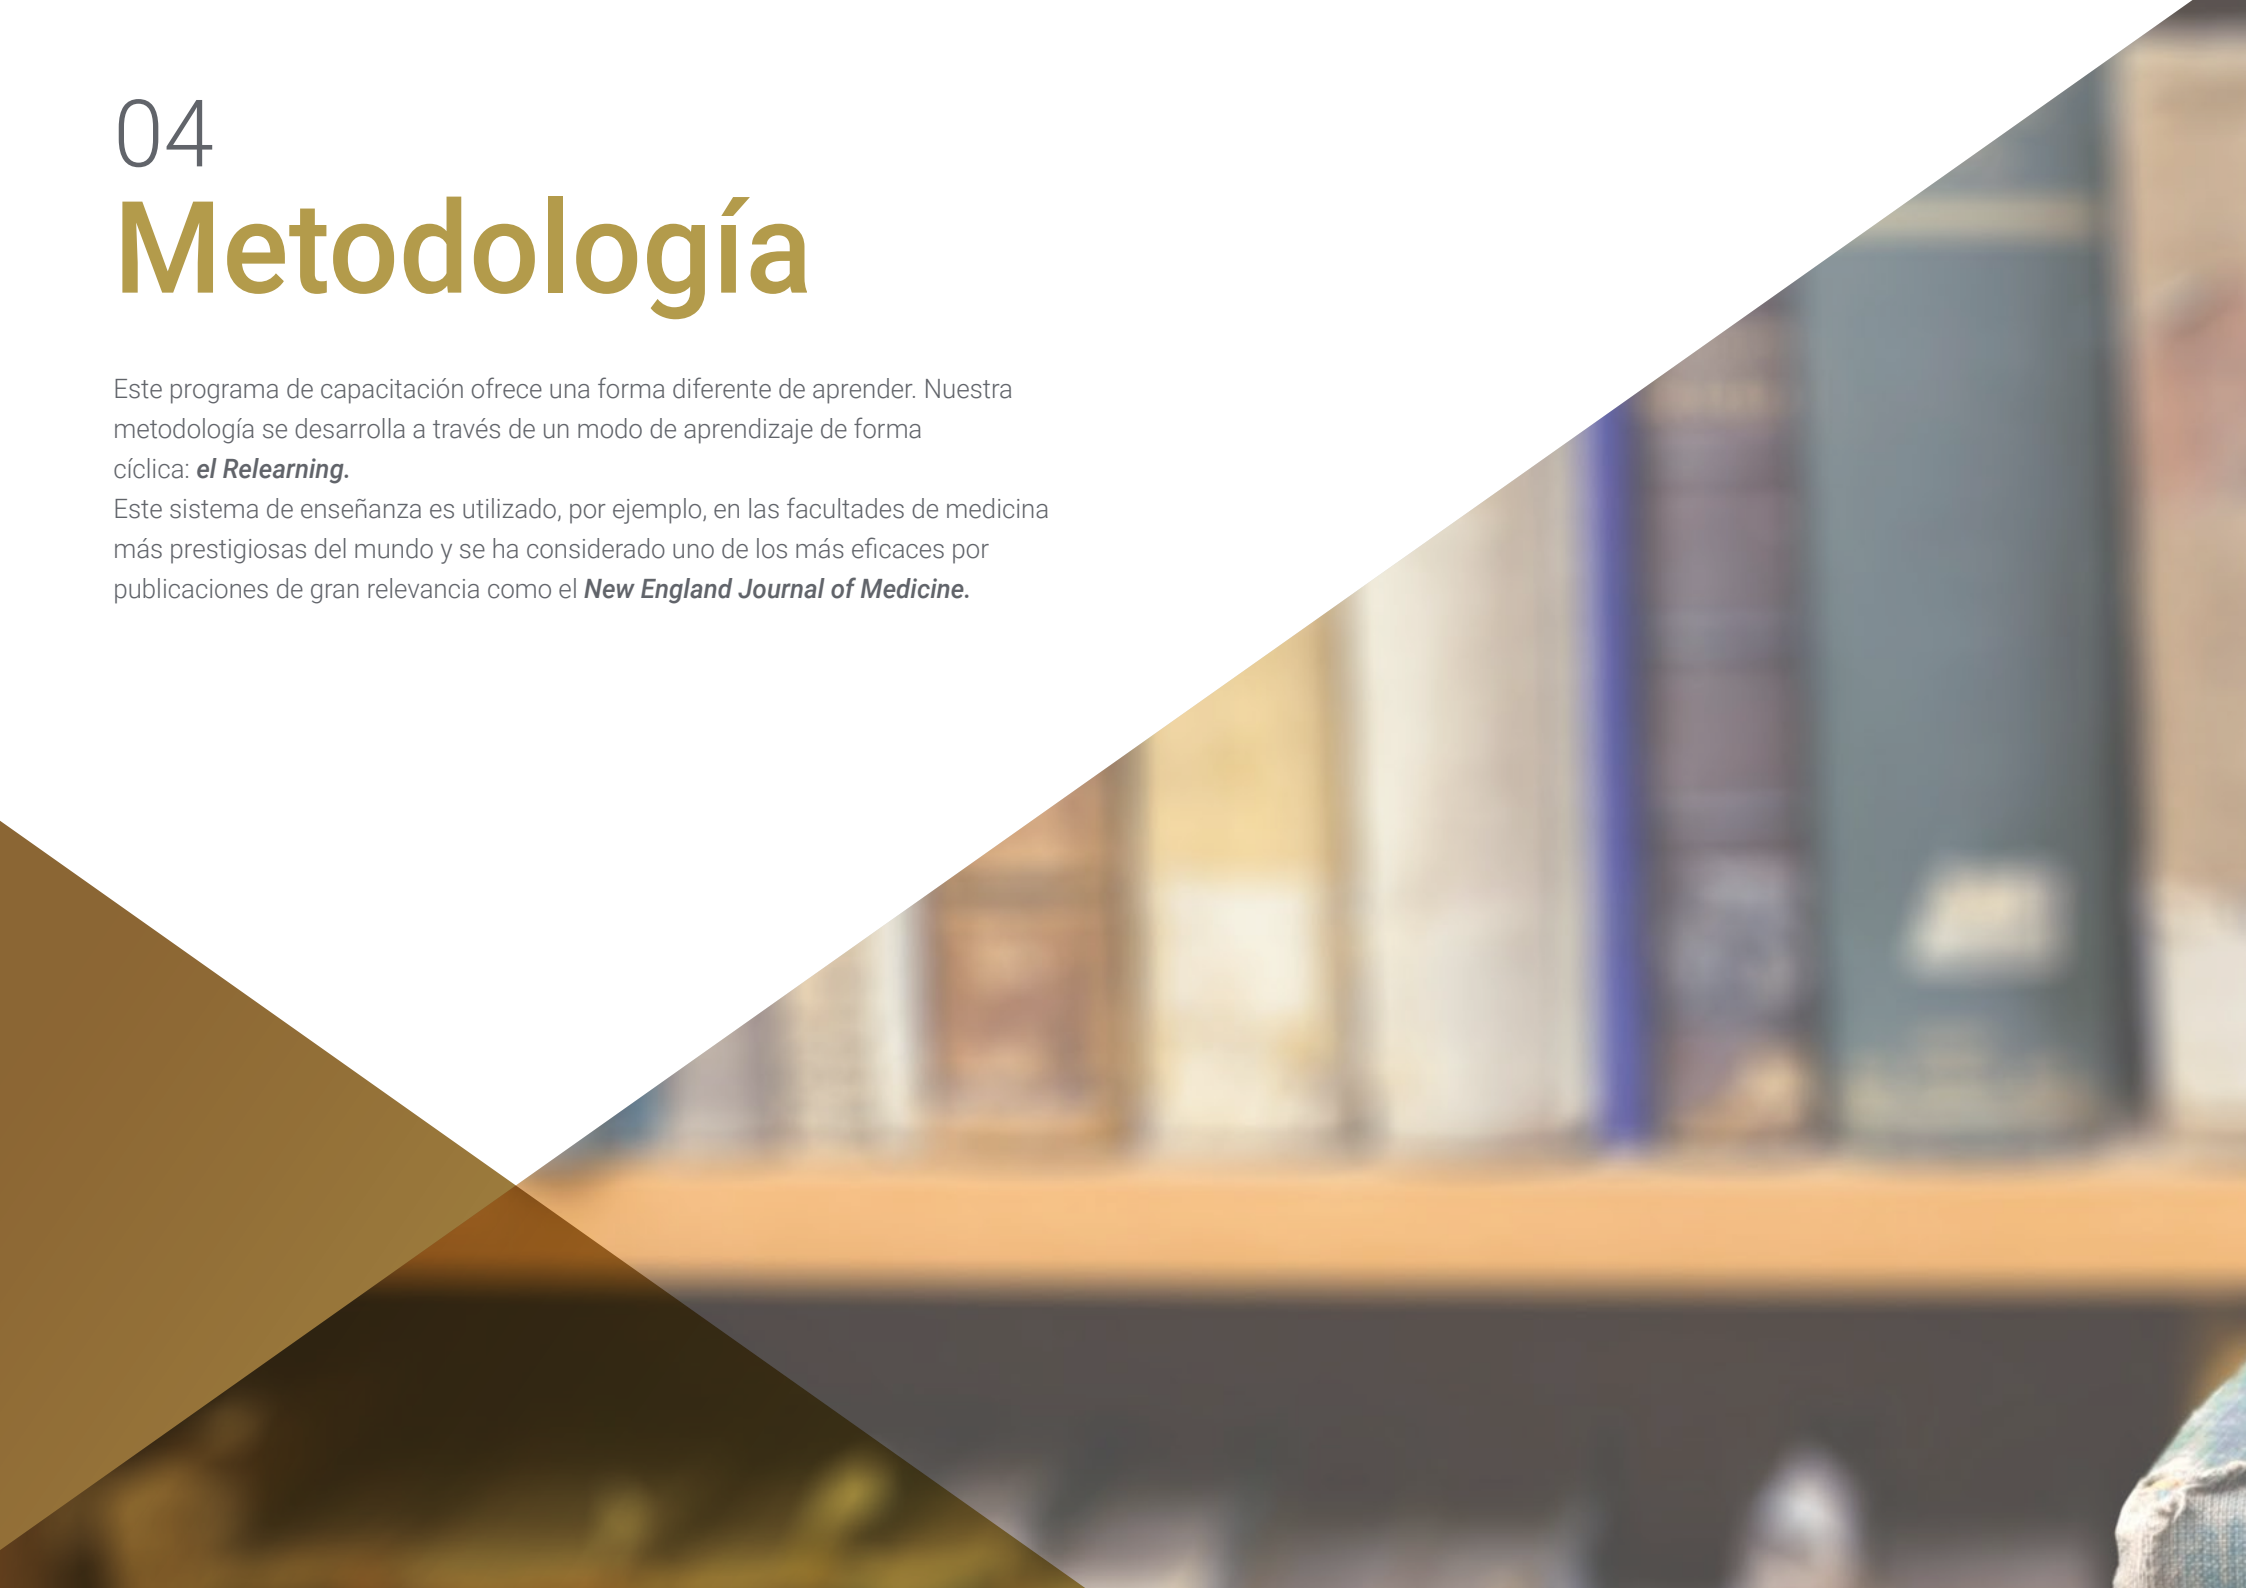 04
Metodología
Este programa de capacitación ofrece una forma diferente de aprender. Nuestra
metodología se desarrolla a través de un modo de aprendizaje de forma
cíclica: el Relearning.
Este sistema de enseñanza es utilizado, por ejemplo, en las facultades de medicina
más prestigiosas del mundo y se ha considerado uno de los más eficaces por
publicaciones de gran relevancia como el New England Journal of Medicine.